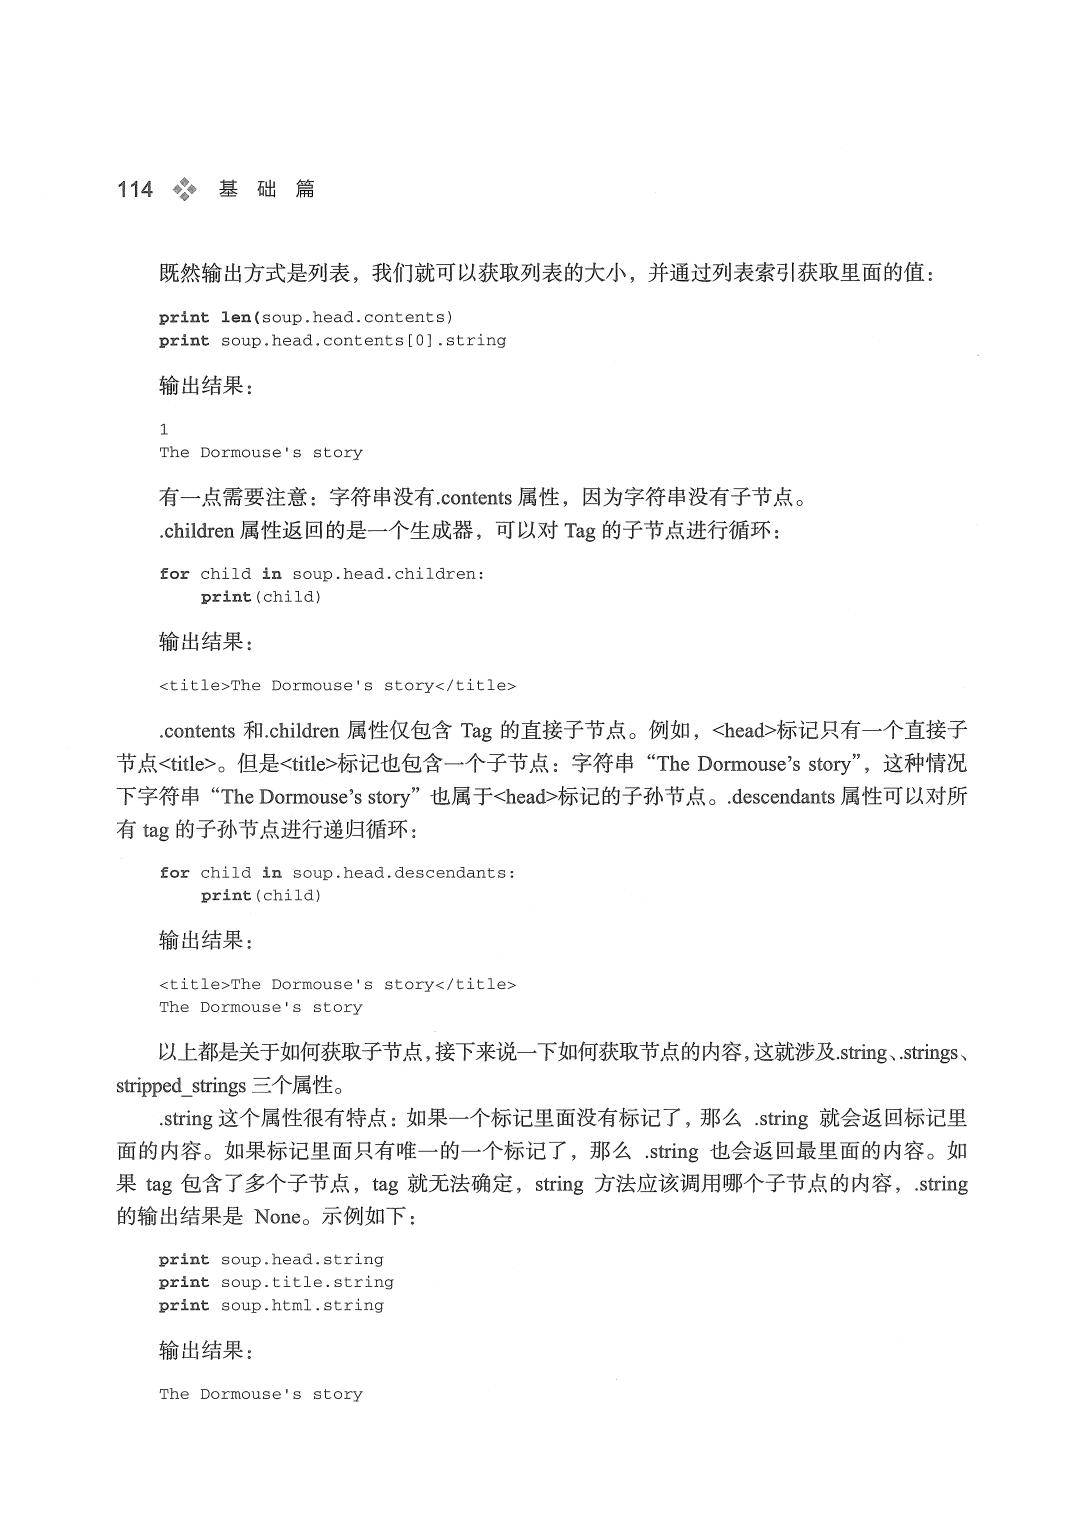 114 基 础 篇
既然输出方式是列表，我们就可以获取列表的大小，并通过列表索引获取里面的值：
print len(soup.head.contents)
print soup.head.contents[0].string
输出结果：
1
The Dormouse's story
有一点需要注意：字符串没有.contents 属性，因为字符串没有子节点。
.children 属性返回的是一个生成器，可以对 Tag 的子节点进行循环：
for child in soup.head.children:
    print(child)
输出结果：
<title>The Dormouse's story</title>
.contents 和.children 属性仅包含 Tag 的直接子节点。例如，<head>标记只有一个直接子
节点<title>。但是<title>标记也包含一个子节点：字符串“The Dormouse’s story”，这种情况
下字符串“The Dormouse’s story”也属于<head>标记的子孙节点。.descendants 属性可以对所
有 tag 的子孙节点进行递归循环：
for child in soup.head.descendants:
    print(child)
输出结果：
<title>The Dormouse's story</title>
The Dormouse's story
以上都是关于如何获取子节点，接下来说一下如何获取节点的内容，这就涉及.string、.strings、
stripped_strings 三个属性。
.string 这个属性很有特点：如果一个标记里面没有标记了，那么 .string 就会返回标记里
面的内容。如果标记里面只有唯一的一个标记了，那么 .string 也会返回最里面的内容。如
果 tag 包含了多个子节点，tag 就无法确定，string 方法应该调用哪个子节点的内容，.string
的输出结果是 None。示例如下：
print soup.head.string
print soup.title.string
print soup.html.string
输出结果：
The Dormouse's story